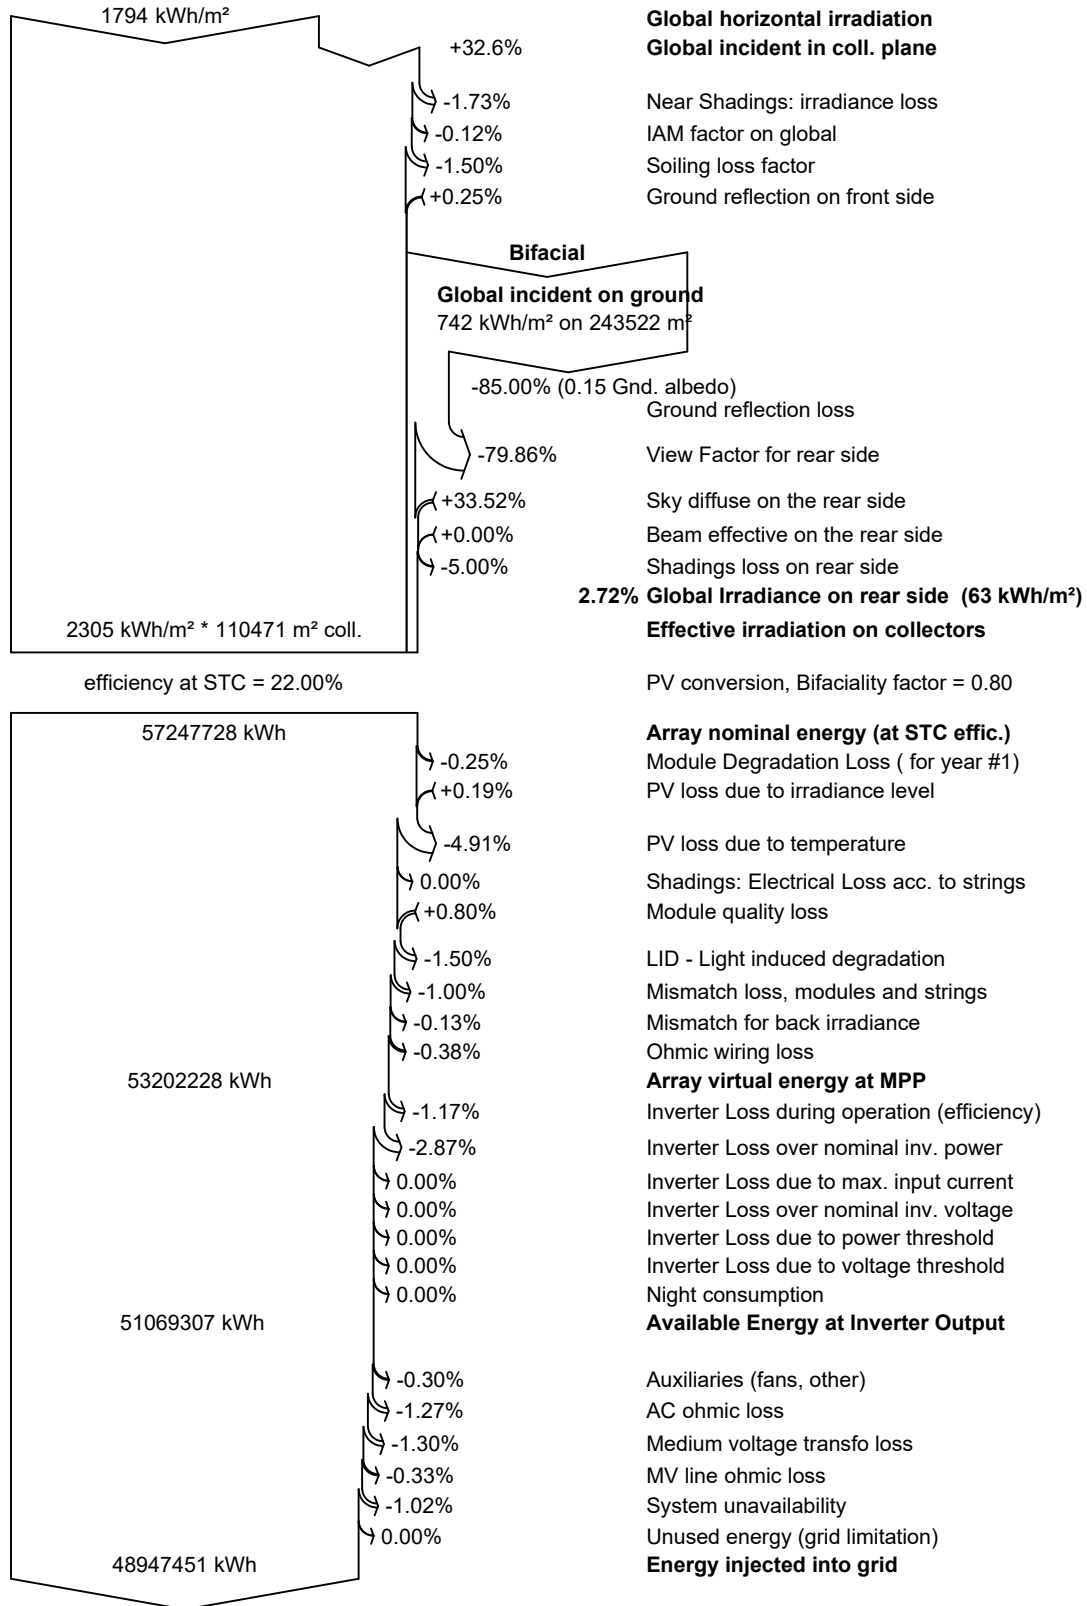 1794 kWh/m² Global horizontal irradiation
+32.6% Global incident in coll. plane
-1.73% Near Shadings: irradiance loss
-0.12% IAM factor on global
-1.50% Soiling loss factor
+0.25% Ground reflection on front side
Bifacial
Global incident on ground
742 kWh/m² on 243522 m²
-85.00% (0.15 Gnd. albedo)
Ground reflection loss
-79.86% View Factor for rear side
+33.52% Sky diffuse on the rear side
+0.00% Beam effective on the rear side
-5.00% Shadings loss on rear side
2.72% Global Irradiance on rear side (63 kWh/m²)
2305 kWh/m² * 110471 m² coll. Effective irradiation on collectors
efficiency at STC = 22.00% PV conversion, Bifaciality factor = 0.80
57247728 kWh Array nominal energy (at STC effic.)
-0.25% Module Degradation Loss ( for year #1)
+0.19% PV loss due to irradiance level
-4.91% PV loss due to temperature
0.00% Shadings: Electrical Loss acc. to strings
+0.80% Module quality loss
-1.50% LID - Light induced degradation
-1.00% Mismatch loss, modules and strings
-0.13% Mismatch for back irradiance
-0.38% Ohmic wiring loss
53202228 kWh Array virtual energy at MPP
-1.17% Inverter Loss during operation (efficiency)
-2.87% Inverter Loss over nominal inv. power
0.00% Inverter Loss due to max. input current
0.00% Inverter Loss over nominal inv. voltage
0.00% Inverter Loss due to power threshold
0.00% Inverter Loss due to voltage threshold
0.00% Night consumption
51069307 kWh Available Energy at Inverter Output
-0.30% Auxiliaries (fans, other)
-1.27% AC ohmic loss
-1.30% Medium voltage transfo loss
-0.33% MV line ohmic loss
-1.02% System unavailability
0.00% Unused energy (grid limitation)
48947451 kWh Energy injected into grid